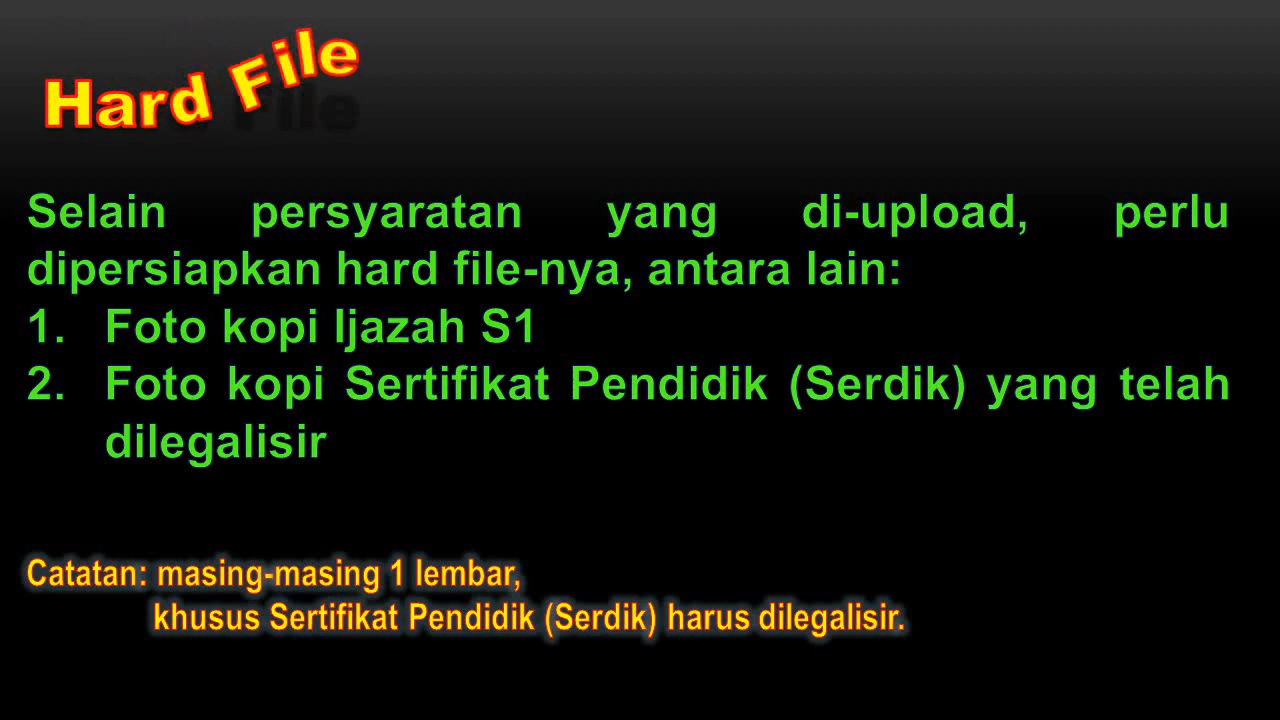 Hard File
Selain persyaratan yang di-upload, perlu
dipersiapkan hard file-nya, antara lain:
1. Foto kopi Ijazah S1
2. Foto kopi Sertifikat Pendidik (Serdik) yang telah
dilegalisir
Catatan: masing-masing 1 lembar,
khusus Sertifikat Pendidik (Serdik) harus dilegalisir.